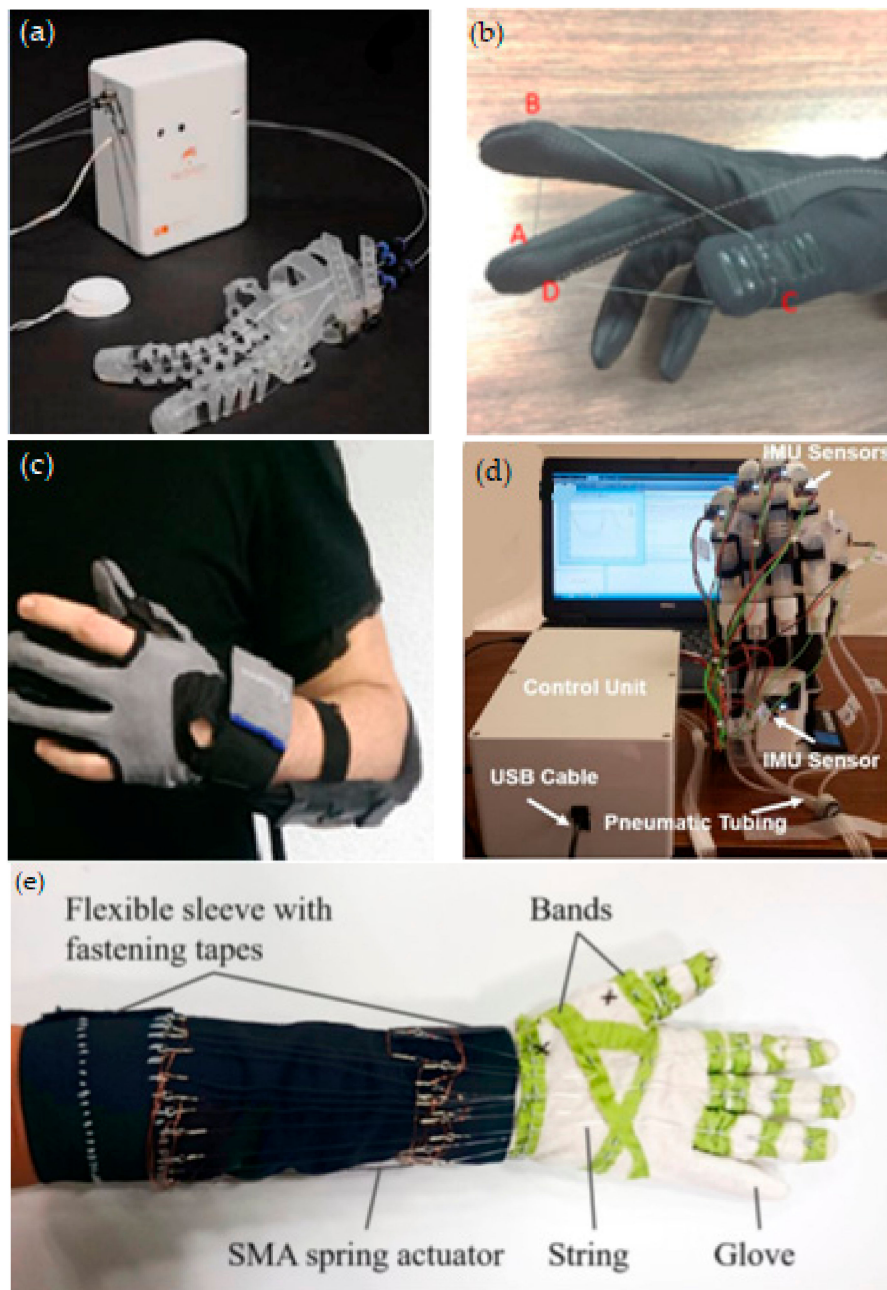 (a)
(b)
B
A
D
C
(c)
(d)
IMU Sensors
Control Unit
IMU Sensor
USB Cable
Pneumatic Tubing
(e)
Flexible sleeve with
fastening tapes
Bands
SMA spring actuator
String
Glove